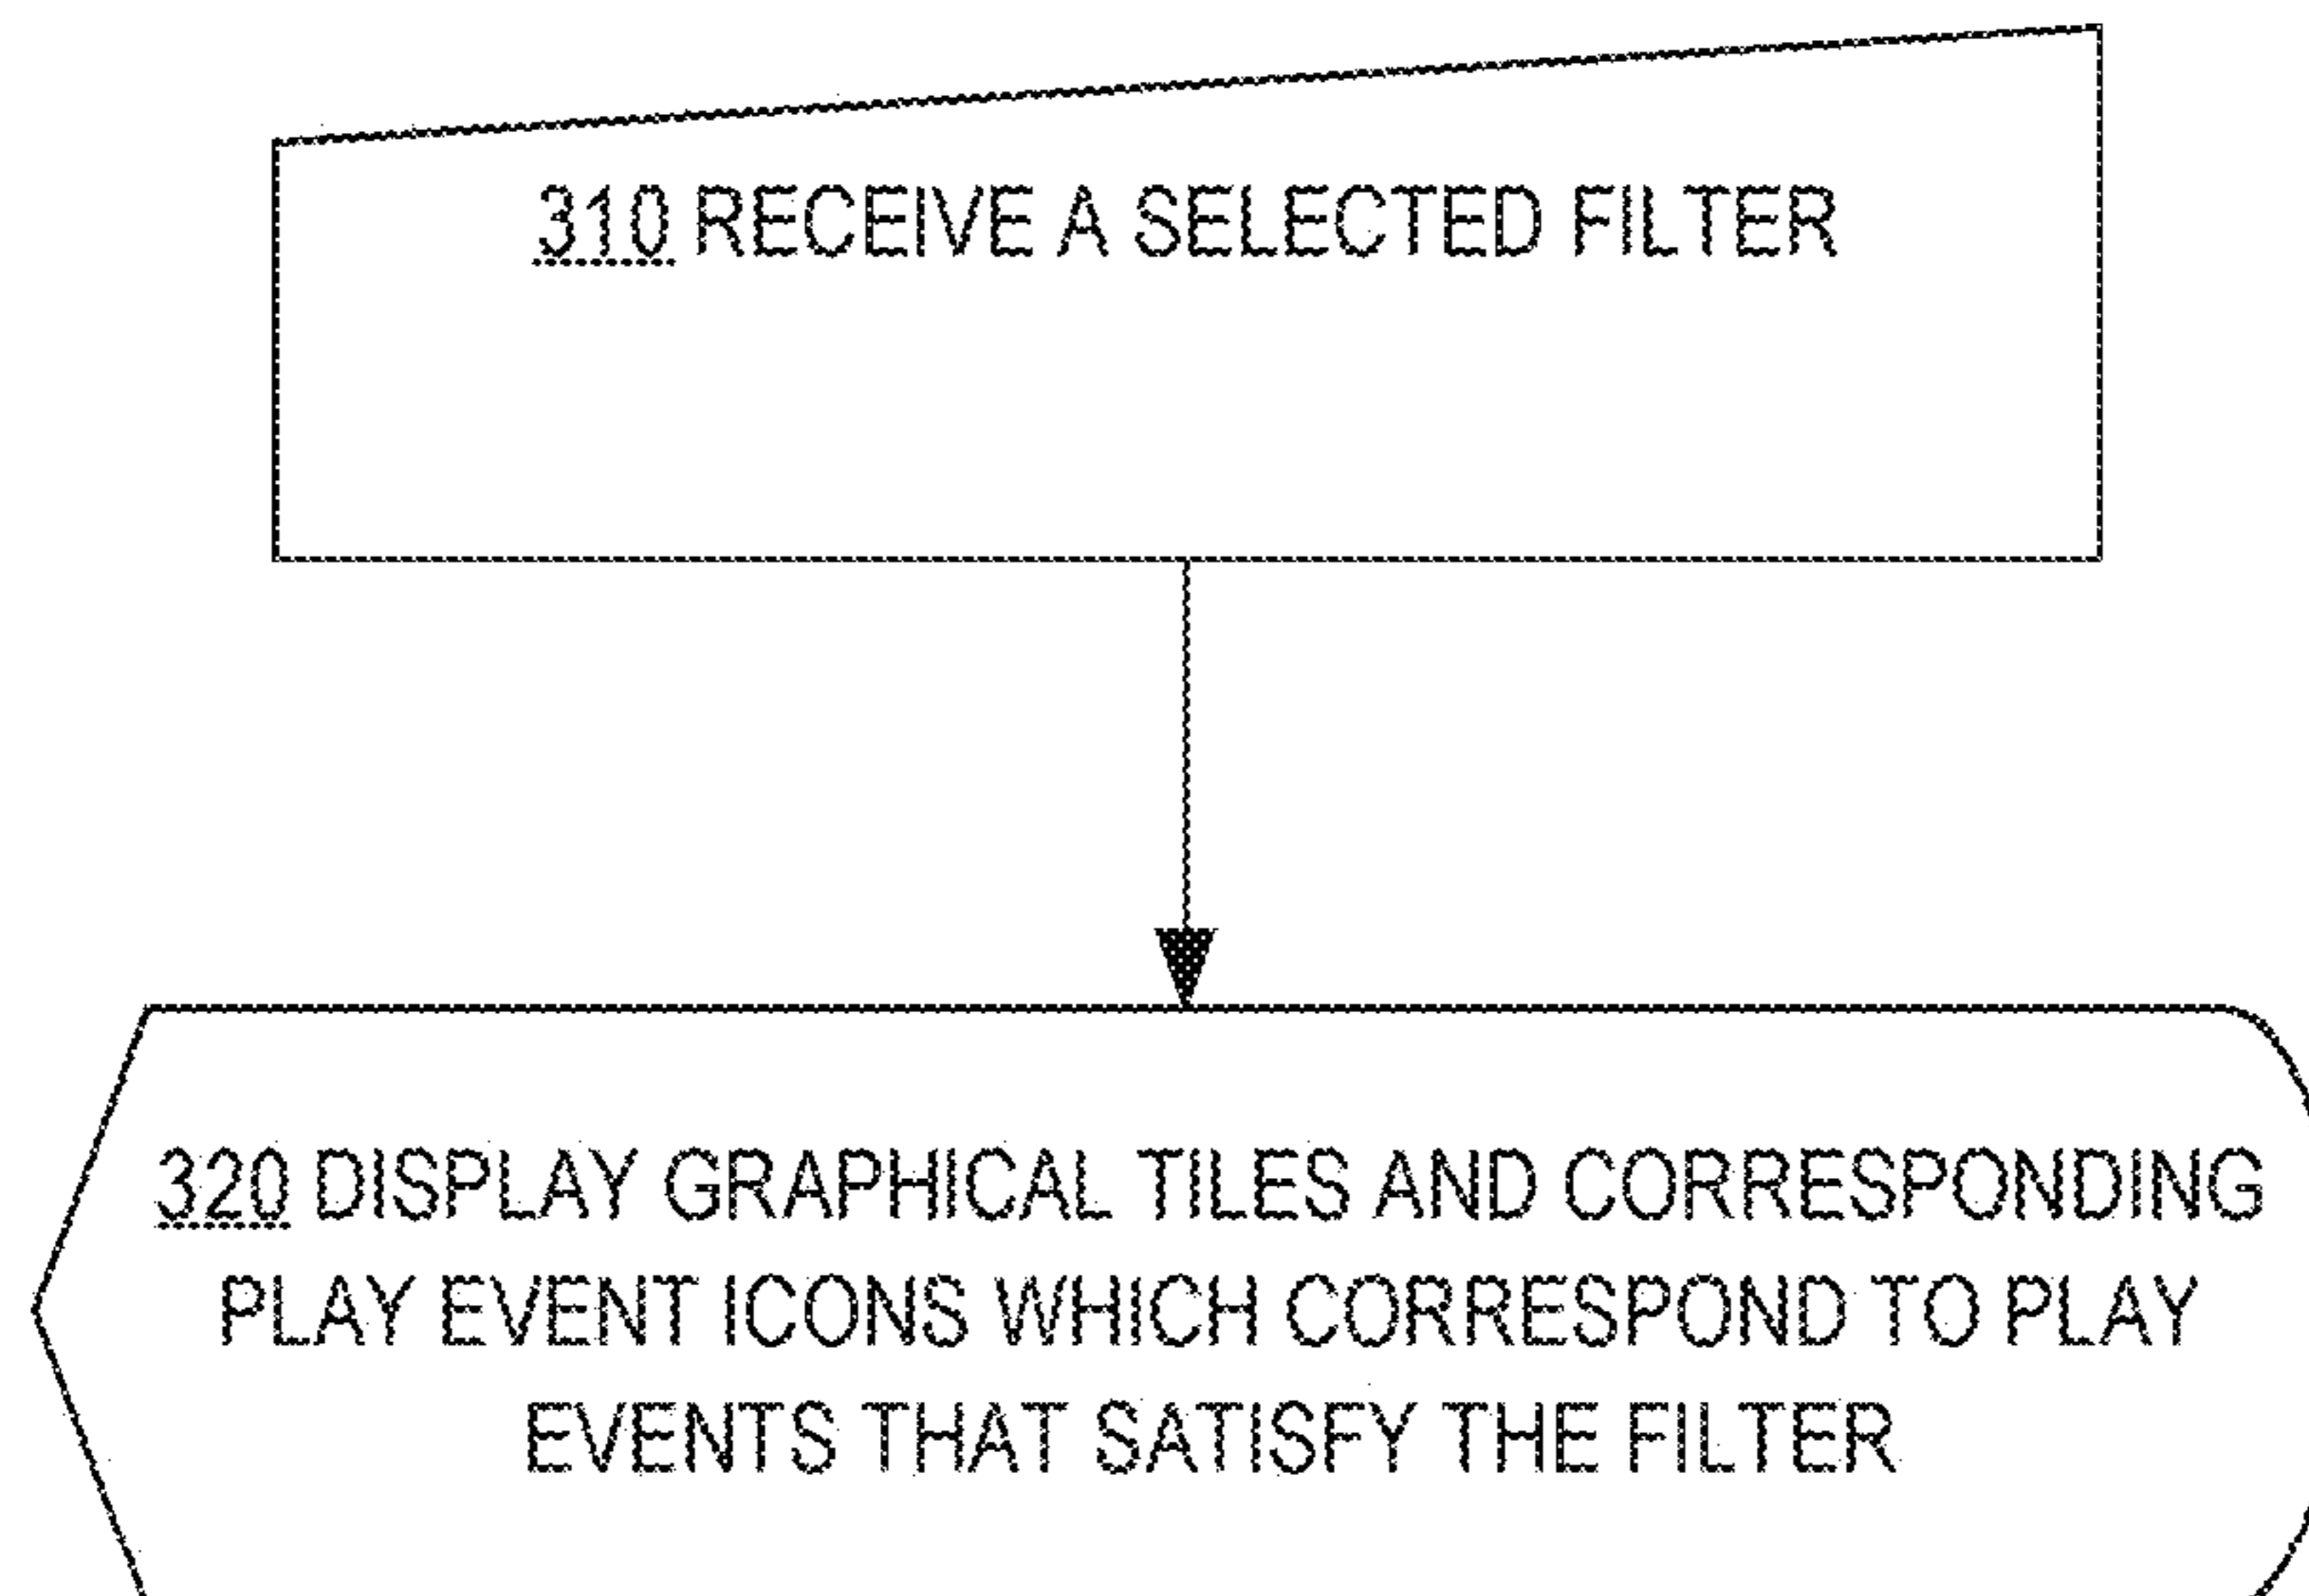 310 RECEIVE A SELECTED FILTER
320 DISPLAY GRAPHICAL TILES AND CORRESPONDING
PLAY EVENT ICONS WHICH CORRESPOND TO PLAY
EVENTS THAT SATISFY THE FILTER